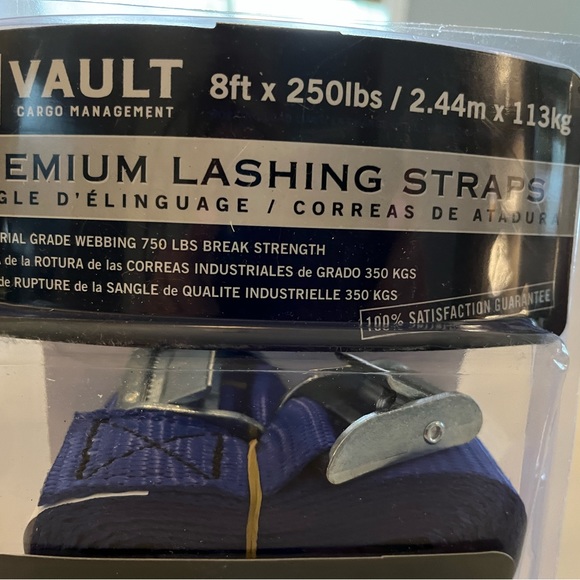 VAULT
CARGO MANAGEMENT
8ft x 250lbs / 2.44m x 113kg
EMIUM LASHING STRAPS
GLE D'ÉLINGUAGE / CORREAS DE ATADURA
RIAL GRADE WEBBING 750 LBS BREAK STRENGTH
de la ROTURA de las CORREAS INDUSTRIALES de GRADO 350 KGS
de RUPTURE de la SANGLE de QUALITE INDUSTRIELLE 350 KGS
100% SATISFACTION GUARANTEE